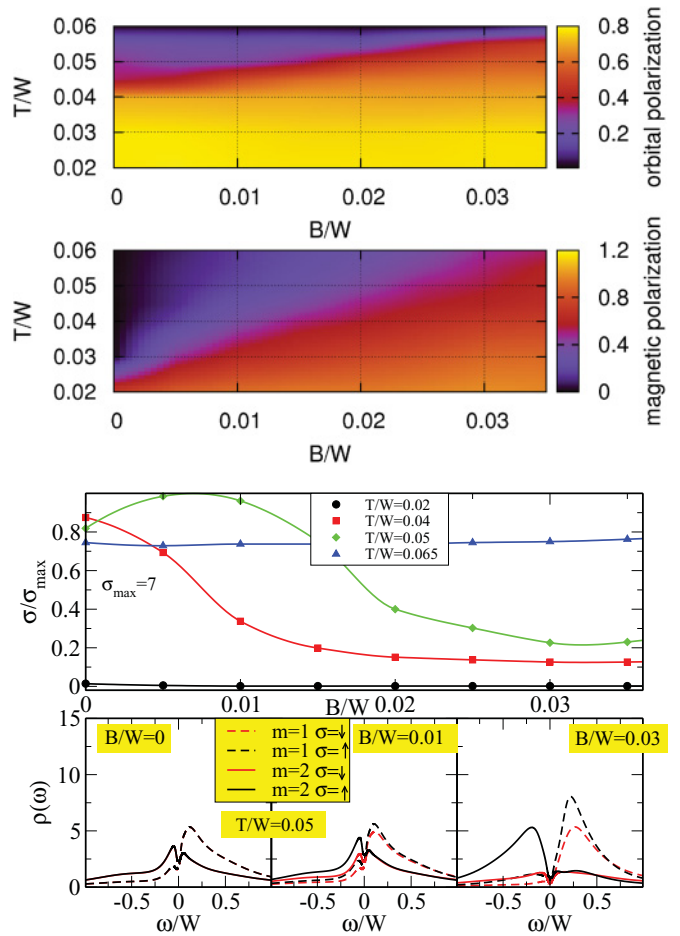 0.06
0.05
0.04
0.03
0.02
T/W
0 0.01 0.02 0.03
B/W
0.8
0.6
0.4
0.2
orbital polarization
0.06
0.05
0.04
0.03
0.02
T/W
0 0.01 0.02 0.03
B/W
1.2
0.8
0.4
0
magnetic polarization
0.8
0.6
0.4
0.2
0
σ/σmax
σmax=7
T/W=0.02
T/W=0.04
T/W=0.05
T/W=0.065
0 0.01 0.02 0.03
B/W
15
10
5
0
ρ(ω)
B/W=0
m=1 σ=↓
m=1 σ=↑
m=2 σ=↓
m=2 σ=↑
B/W=0.01
B/W=0.03
T/W=0.05
-0.5 0 0.5 -0.5 0 0.5 -0.5 0 0.5
ω/W ω/W ω/W